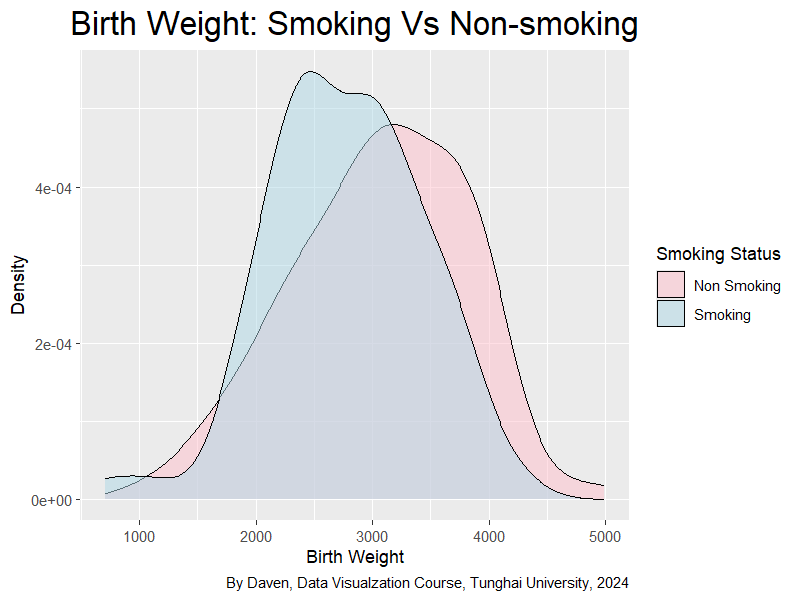 Birth Weight: Smoking Vs Non-smoking
Density
4e-04
2e-04
0e+00
1000 2000 3000 4000 5000
Birth Weight
Smoking Status
Non Smoking
Smoking
By Daven, Data Visualzation Course, Tunghai University, 2024